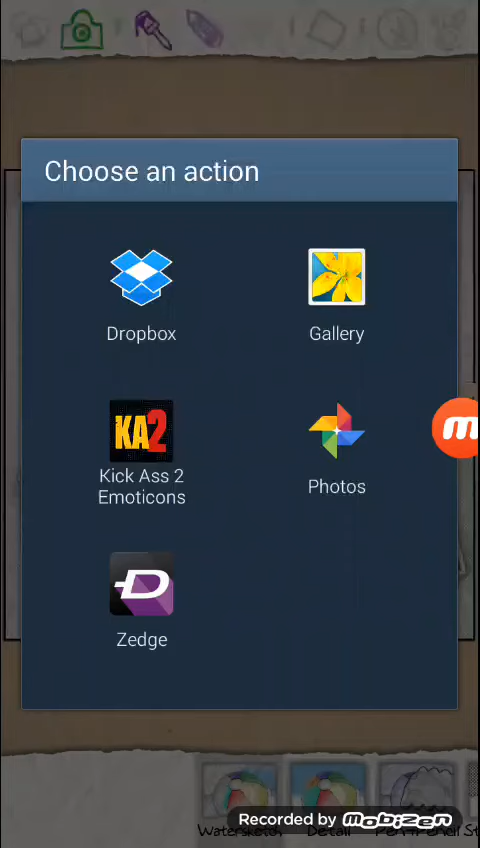 Choose an action
Dropbox
Gallery
KA2
Kick Ass 2
Emoticons
Photos
Zedge
Recorded by mobizen
Watersketch
Detail